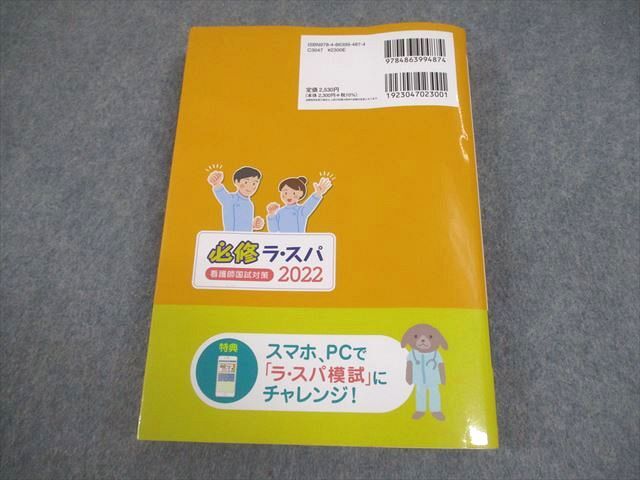 ISBN978-4-86399-487-4
C3047 ¥2300E
定価 2,530円
(本体 2,300円+税10%)
9784863994874
1923047023001
必修ラ・スパ
看護師国試対策 2022
特典
スマホ、PCで
「ラ・スパ模試」に
チャレンジ!